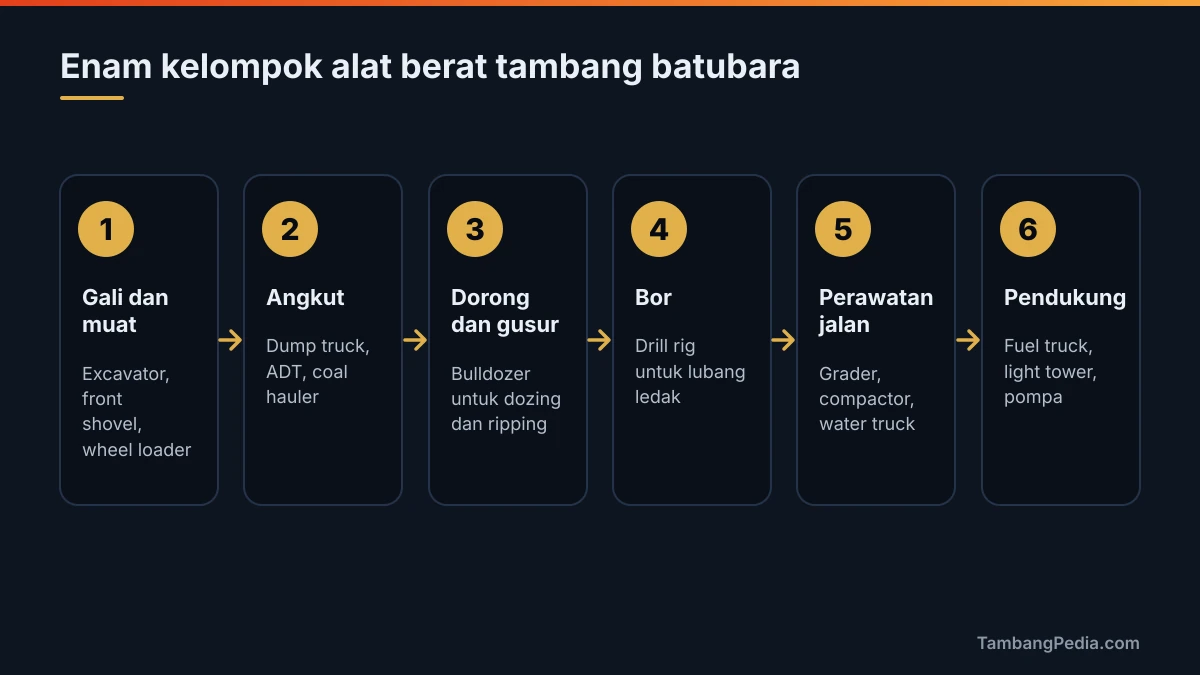 Enam kelompok alat berat tambang batubara
1
Gali dan
muat
Excavator,
front
shovel,
wheel loader
2
Angkut
Dump truck,
ADT, coal
hauler
3
Dorong
dan gusur
Bulldozer
untuk dozing
dan ripping
4
Bor
Drill rig
untuk lubang
ledak
5
Perawatan
jalan
Grader,
compactor,
water truck
6
Pendukung
Fuel truck,
light tower,
pompa
TambangPedia.com